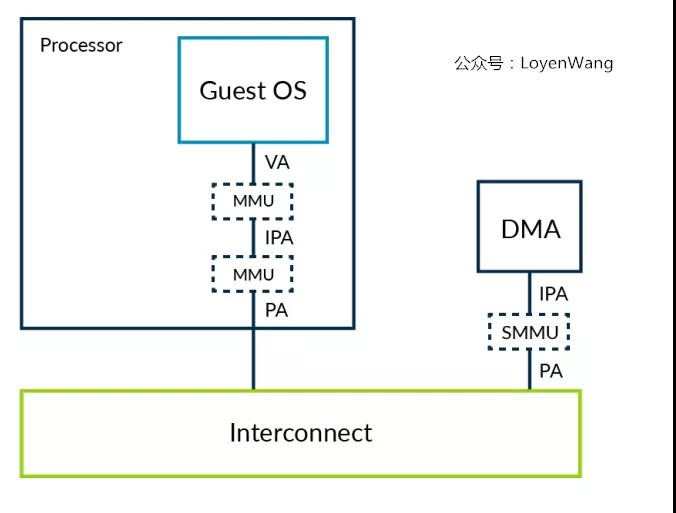 Processor
Guest OS
公众号：LoyenWang
VA
MMU
IPA
MMU
PA
DMA
IPA
SMMU
PA
Interconnect